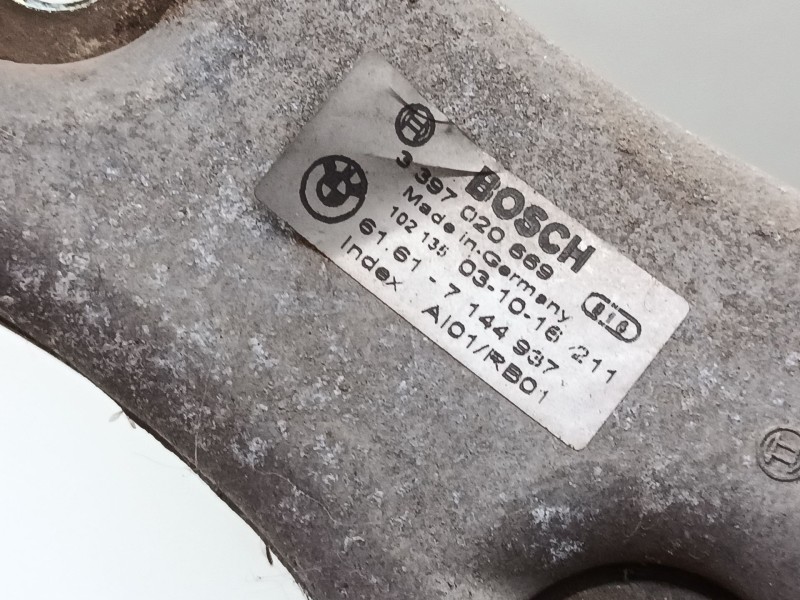 BOSCH
3 397 020 669
Made in Germany
102 135 03-10-16 211
61.61 - 7 144 937
Index AI01/RB01